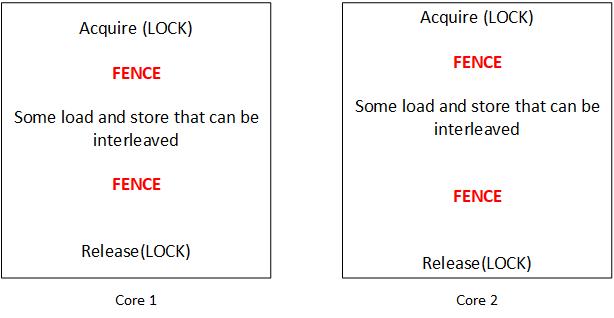 Acquire (LOCK)
FENCE
Some load and store that can be
interleaved
FENCE
Release(LOCK)
Core 1
Acquire (LOCK)
FENCE
Some load and store that can be
interleaved
FENCE
Release(LOCK)
Core 2